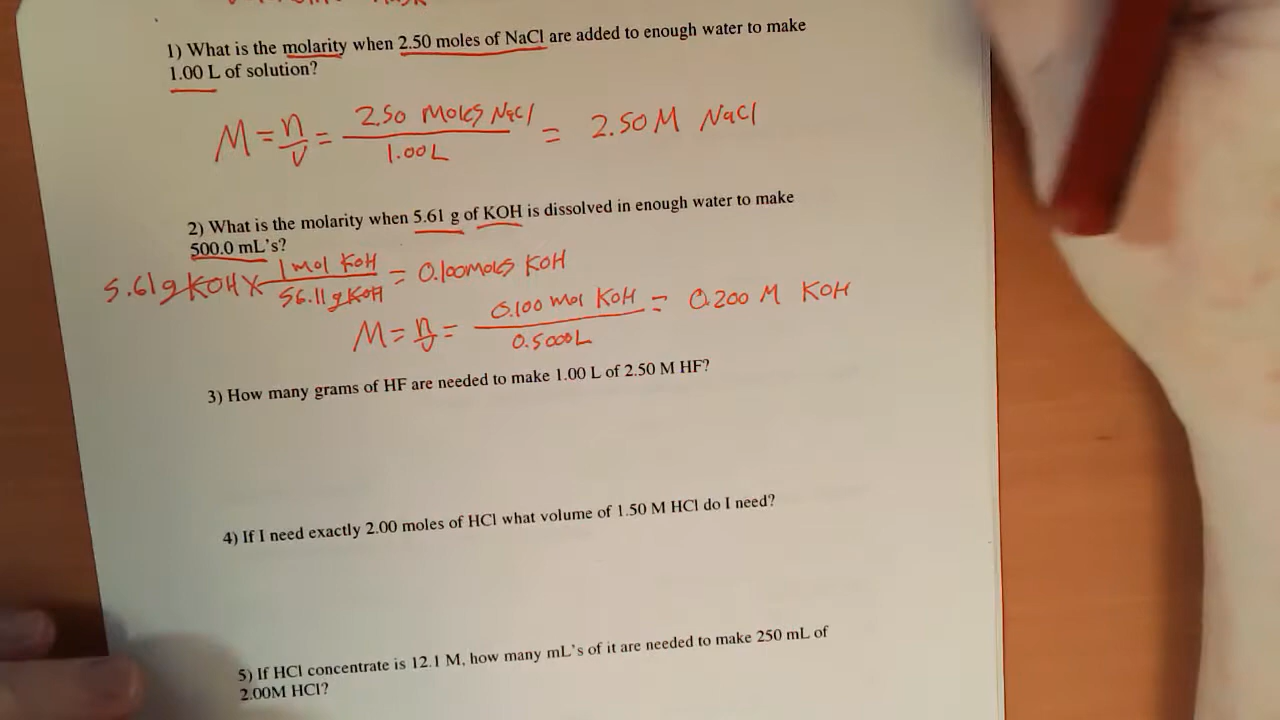 1) What is the molarity when 2.50 moles of NaCl are added to enough water to make
1.00 L of solution?
M = n/V = 2.50 Moles NaCl / 1.00L = 2.50 M NaCl
2) What is the molarity when 5.61 g of KOH is dissolved in enough water to make
500.0 mL's?
5.61g KOH x 1 mol KOH / 56.11 g KOH = 0.100 moles KOH
M = n/V = 0.100 mol KOH / 0.5000L = 0.200 M KOH
3) How many grams of HF are needed to make 1.00 L of 2.50 M HF?
4) If I need exactly 2.00 moles of HCl what volume of 1.50 M HCl do I need?
5) If HCl concentrate is 12.1 M, how many mL's of it are needed to make 250 mL of
2.00M HCl?